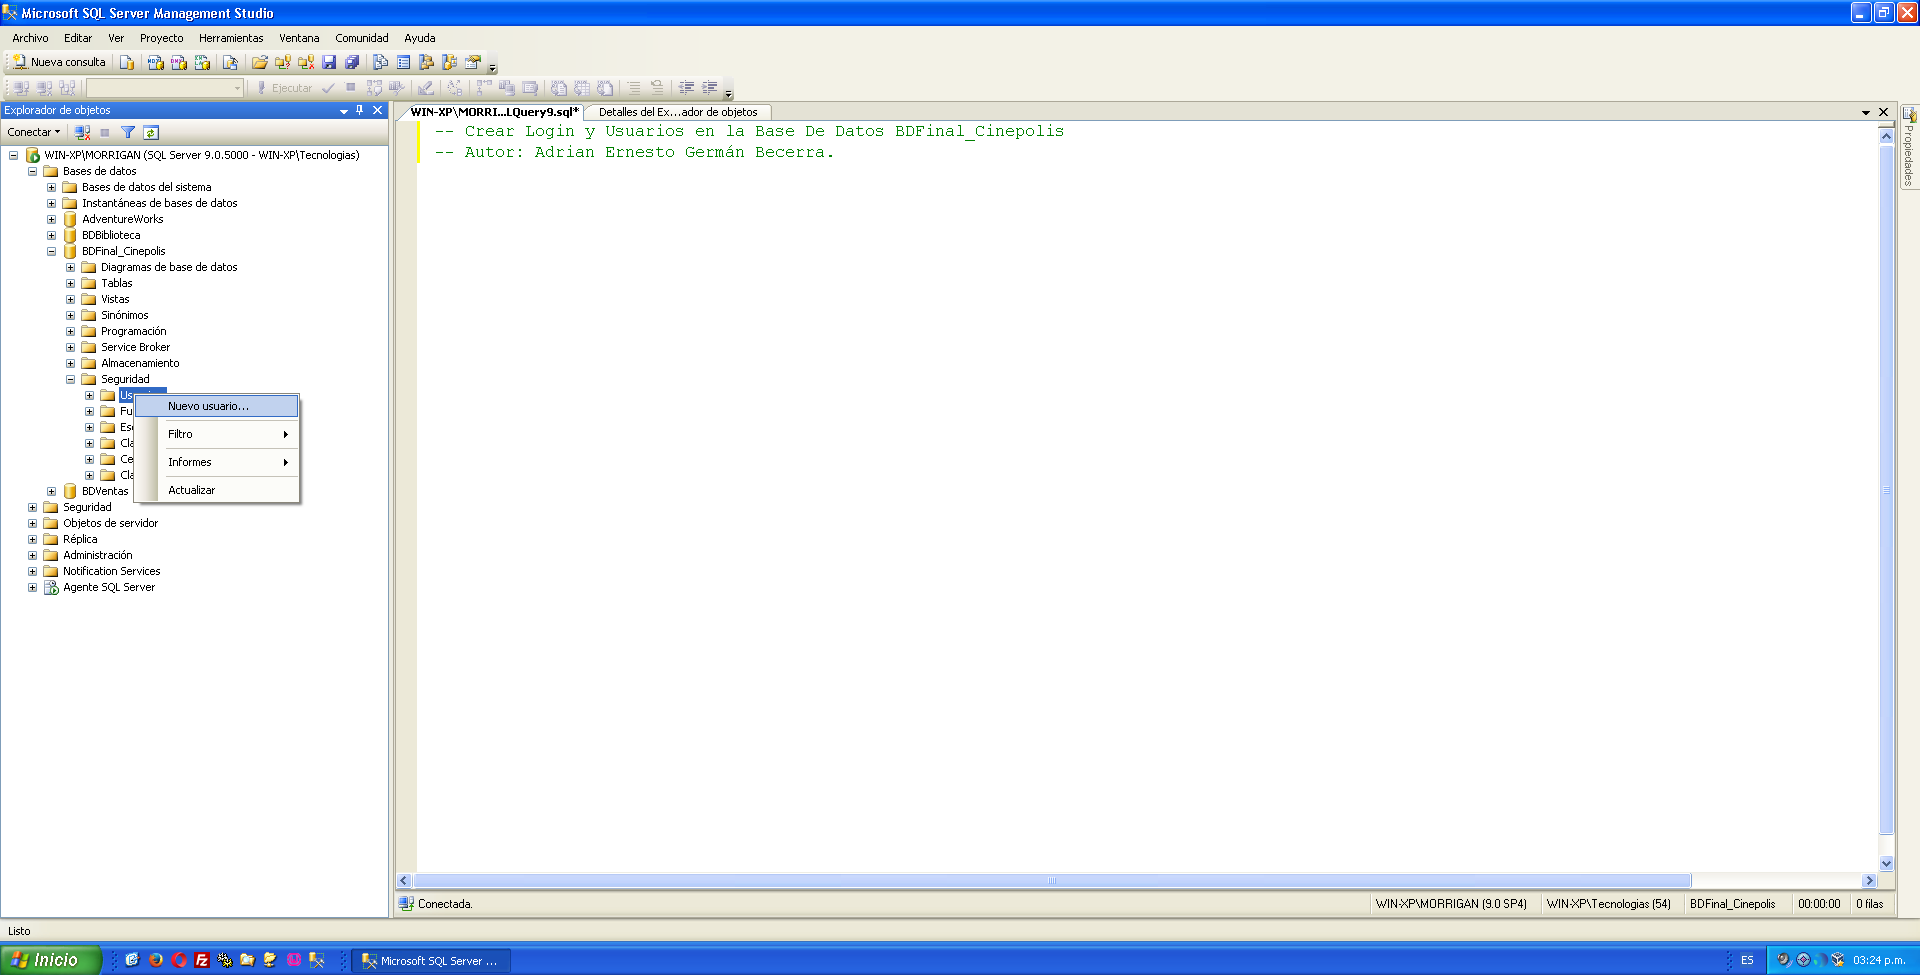 Microsoft SQL Server Management Studio
Archivo Editar Ver Proyecto Herramientas Ventana Comunidad Ayuda
Nueva consulta
Ejecutar
Explorador de objetos
Conectar
WIN-XP\MORRIGAN (SQL Server 9.0.5000 - WIN-XP\Tecnologias)
Bases de datos
Bases de datos del sistema
Instantáneas de bases de datos
AdventureWorks
BDBiblioteca
BDFinal_Cinepolis
Diagramas de base de datos
Tablas
Vistas
Sinónimos
Programación
Service Broker
Almacenamiento
Seguridad
Us
Fu
Es
Cla
Ce
Cla
BDVentas
Seguridad
Objetos de servidor
Réplica
Administración
Notification Services
Agente SQL Server
Nuevo usuario...
Filtro
Informes
Actualizar
WIN-XP\MORRI...LQuery9.sql* Detalles del Ex...ador de objetos
-- Crear Login y Usuarios en la Base De Datos BDFinal_Cinepolis
-- Autor: Adrian Ernesto Germán Becerra.
Propiedades
Conectada. WIN-XP\MORRIGAN (9.0 SP4) WIN-XP\Tecnologias (54) BDFinal_Cinepolis 00:00:00 0 filas
Listo
Inicio Microsoft SQL Server ... ES 03:24 p.m.